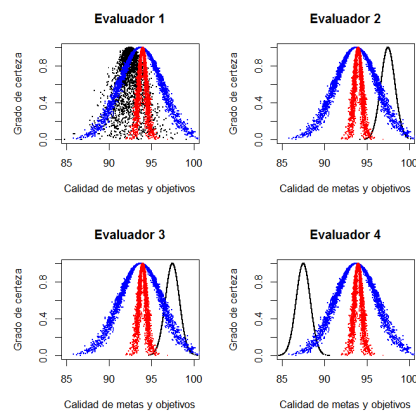 Evaluador 1
Grado de certeza
0.0 0.4 0.8
85 90 95 100
Calidad de metas y objetivos
Evaluador 2
Grado de certeza
0.0 0.4 0.8
85 90 95 100
Calidad de metas y objetivos
Evaluador 3
Grado de certeza
0.0 0.4 0.8
85 90 95 100
Calidad de metas y objetivos
Evaluador 4
Grado de certeza
0.0 0.4 0.8
85 90 95 100
Calidad de metas y objetivos